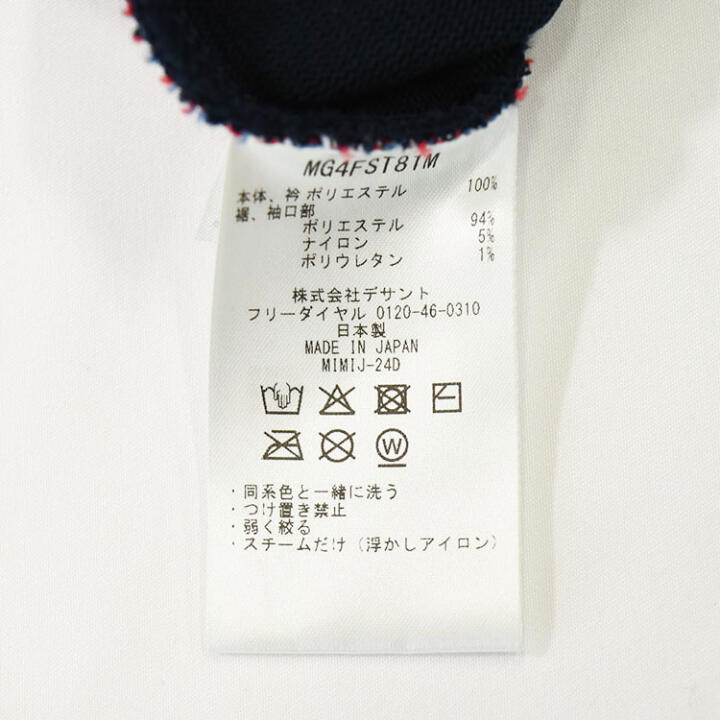 MG4FST81M
本体、衿 ポリエステル 100%
裾、袖口部
ポリエステル 94%
ナイロン 5%
ポリウレタン 1%
株式会社デサント
フリーダイヤル 0120-46-0310
日本製
MADE IN JAPAN
MIMIJ-24D
W
・同系色と一緒に洗う
・つけ置き禁止
・弱く絞る
・スチームだけ（浮かしアイロン）